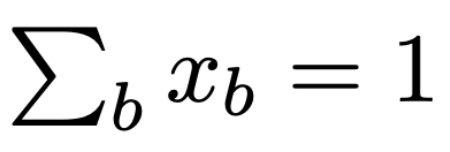 ∑_b x_b = 1